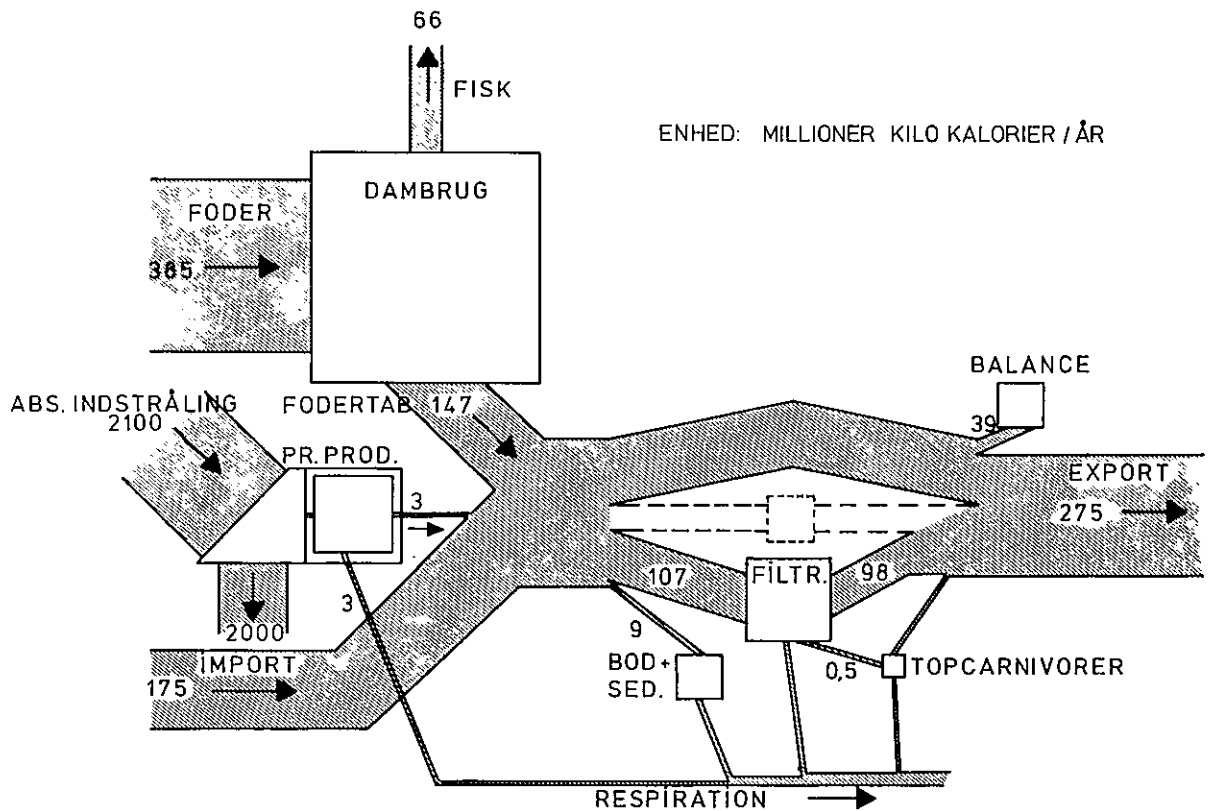 66
FISK
ENHED: MILLIONER KILO KALORIER / ÅR
DAMBRUG
FODER
385
BALANCE
39
ABS. INDSTRÅLING
2100
FODERTAB 147
PR. PROD.
3
EXPORT
275
107
FILTR.
98
3
2000
9
IMPORT
175
BOD+
SED.
0,5
TOPCARNIVORER
RESPIRATION